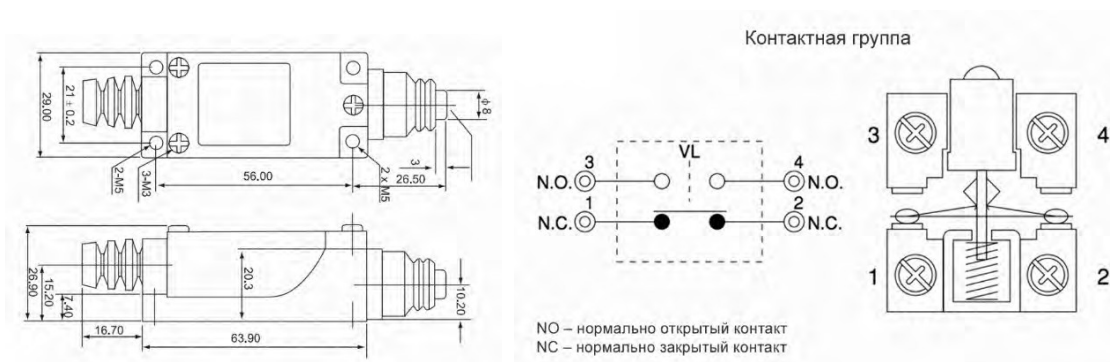 29.00
21 ± 0.2
2-M5
3-M3
56.00
2 x M5
3
26.50
ϕ 8
26.90
15.20
7.40
16.70
63.90
20.3
10.20
Контактная группа
VL
3
4
N.O.
N.O.
1
2
N.C.
N.C.
3
4
1
2
NO – нормально открытый контакт
NC – нормально закрытый контакт